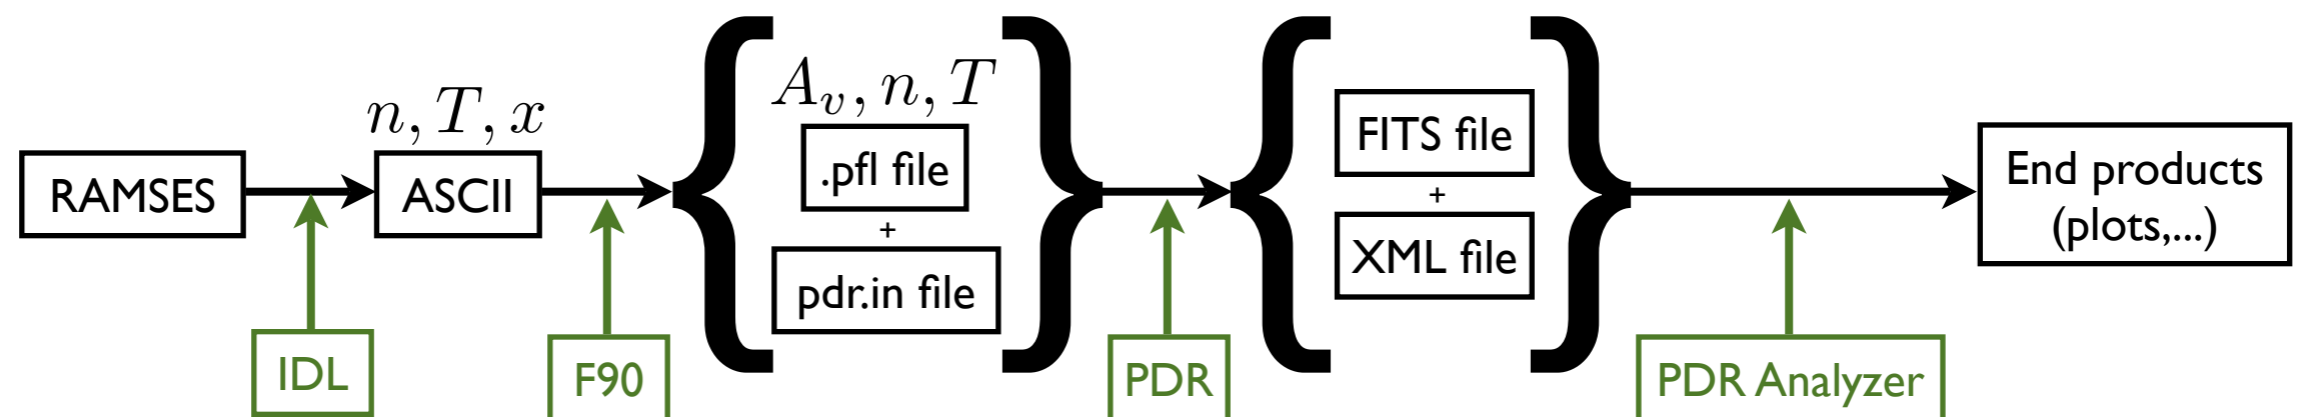 RAMSES
n, T, x
ASCII
A_v, n, T
.pfl file
+
pdr.in file
FITS file
+
XML file
End products
(plots,...)
IDL
F90
PDR
PDR Analyzer